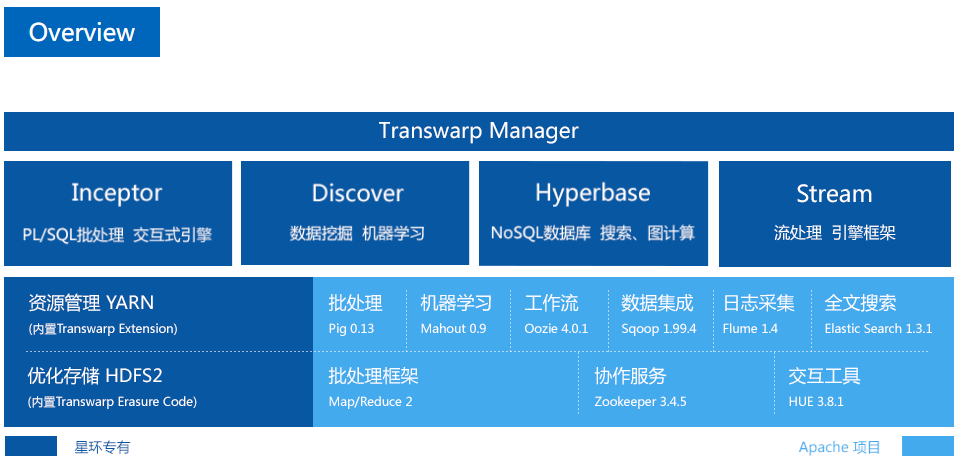 Overview
Transwarp Manager
Inceptor
PL/SQL批处理 交互式引擎
Discover
数据挖掘 机器学习
Hyperbase
NoSQL数据库 搜索、图计算
Stream
流处理 引擎框架
资源管理 YARN
(内置Transwarp Extension)
批处理
Pig 0.13
机器学习
Mahout 0.9
工作流
Oozie 4.0.1
数据集成
Sqoop 1.99.4
日志采集
Flume 1.4
全文搜索
Elastic Search 1.3.1
优化存储 HDFS2
(内置Transwarp Erasure Code)
批处理框架
Map/Reduce 2
协作服务
Zookeeper 3.4.5
交互工具
HUE 3.8.1
星环专有
Apache 项目